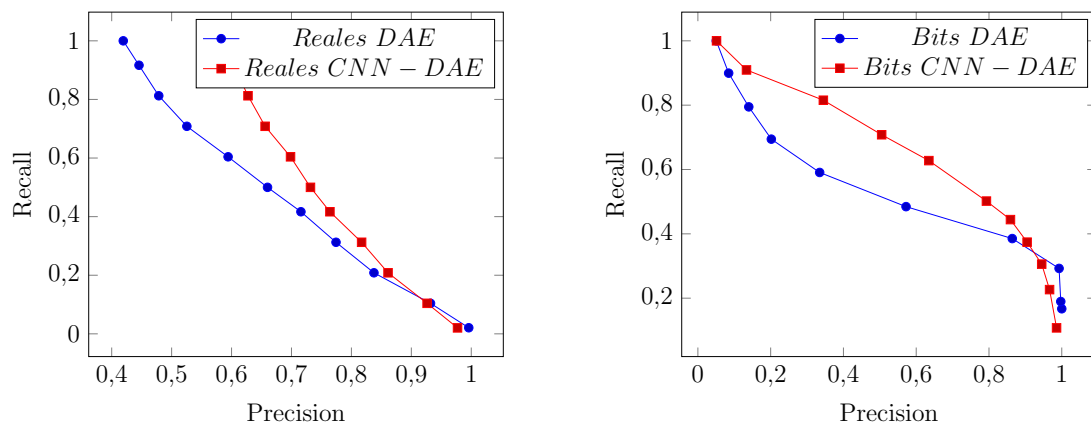 Reales DAE
Reales CNN − DAE
1
0,8
0,6
0,4
0,2
0
Recall
0,4 0,5 0,6 0,7 0,8 0,9 1
Precision
Bits DAE
Bits CNN − DAE
1
0,8
0,6
0,4
0,2
Recall
0 0,2 0,4 0,6 0,8 1
Precision